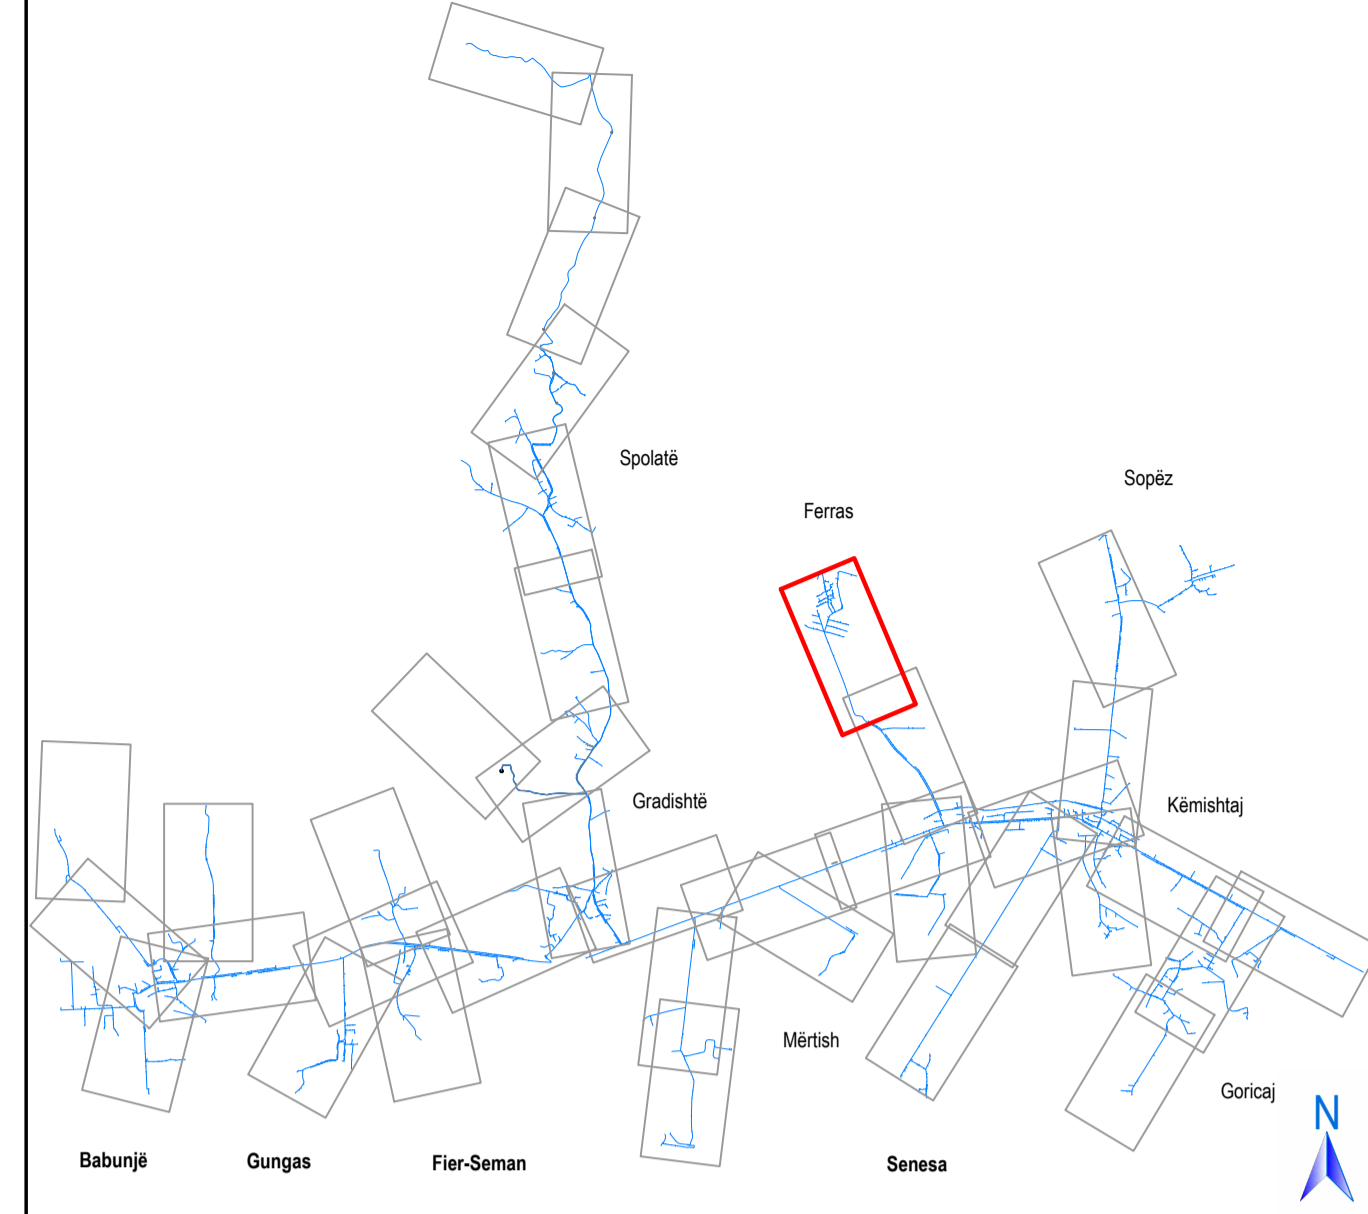 Spolatë
Sopëz
Ferras
Gradishtë
Këmishtaj
Mërtish
Goricaj
N
Babunjë
Gungas
Fier-Seman
Senesa